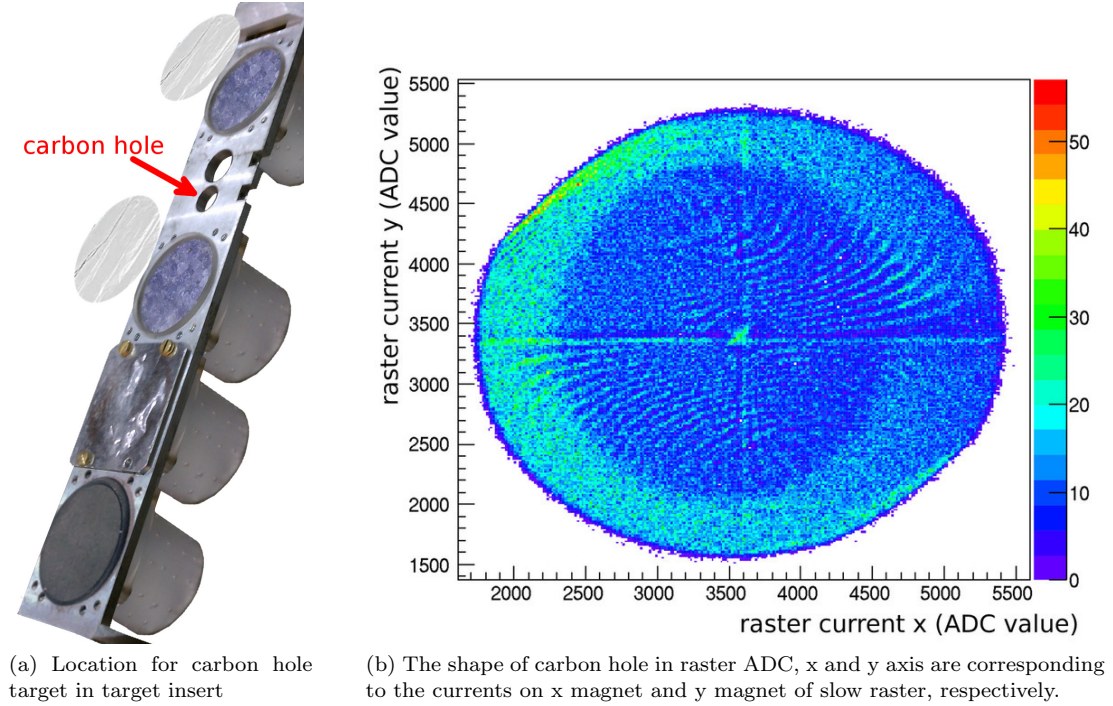 carbon hole
raster current y (ADC value)
5500
5000
4500
4000
3500
3000
2500
2000
1500
2000 2500 3000 3500 4000 4500 5000 5500
raster current x (ADC value)
50
40
30
20
10
0
(a) Location for carbon hole
target in target insert
(b) The shape of carbon hole in raster ADC, x and y axis are corresponding
to the currents on x magnet and y magnet of slow raster, respectively.